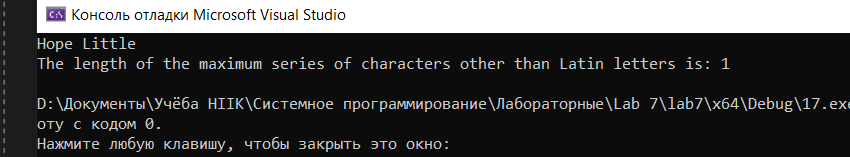 Консоль отладки Microsoft Visual Studio
Hope Little
The length of the maximum series of characters other than Latin letters is: 1
D:\Документы\Учёба НIIК\Системное программирование\Лабораторные\Lab 7\lab7\x64\Debug\17.exe
оту с кодом 0.
Нажмите любую клавишу, чтобы закрыть это окно: